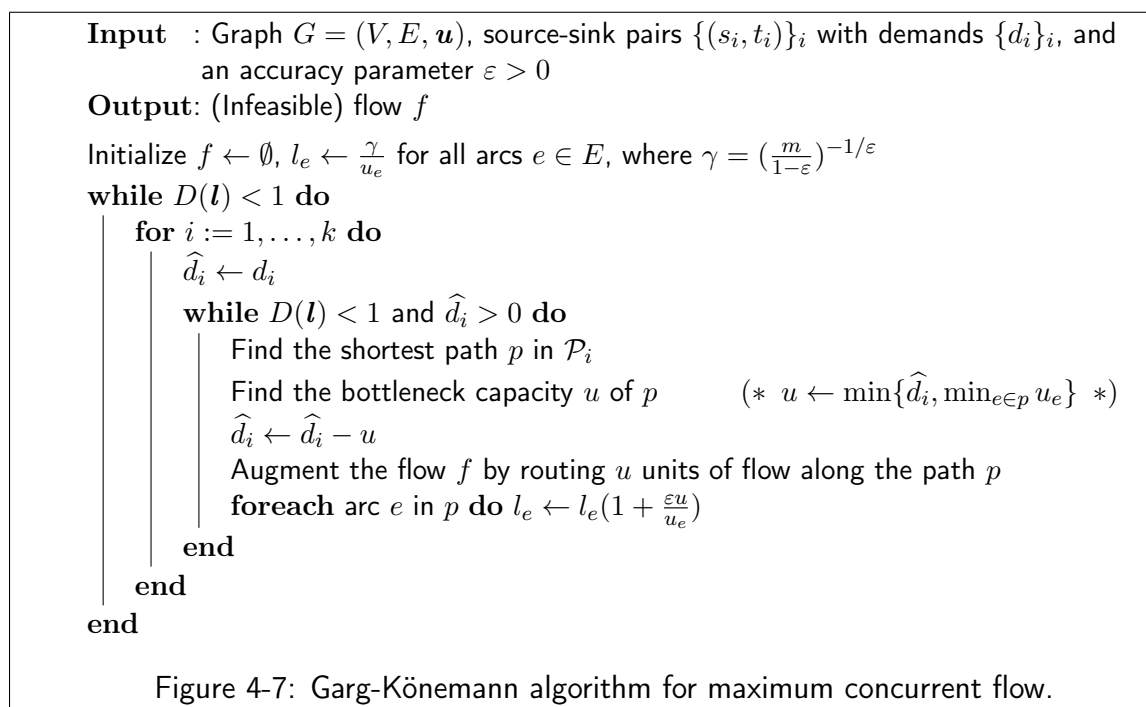 Input : Graph G = (V, E, u), source-sink pairs {(s_i, t_i)}_i with demands {d_i}_i, and
an accuracy parameter ε > 0
Output: (Infeasible) flow f
Initialize f ← ∅, l_e ← γ/u_e for all arcs e ∈ E, where γ = (m/(1−ε))^{−1/ε}
while D(l) < 1 do
for i := 1, . . . , k do
d̂_i ← d_i
while D(l) < 1 and d̂_i > 0 do
Find the shortest path p in P_i
Find the bottleneck capacity u of p (∗ u ← min{d̂_i, min_{e∈p} u_e} ∗)
d̂_i ← d̂_i − u
Augment the flow f by routing u units of flow along the path p
foreach arc e in p do l_e ← l_e(1 + εu/u_e)
end
end
end
Figure 4-7: Garg-Könemann algorithm for maximum concurrent flow.